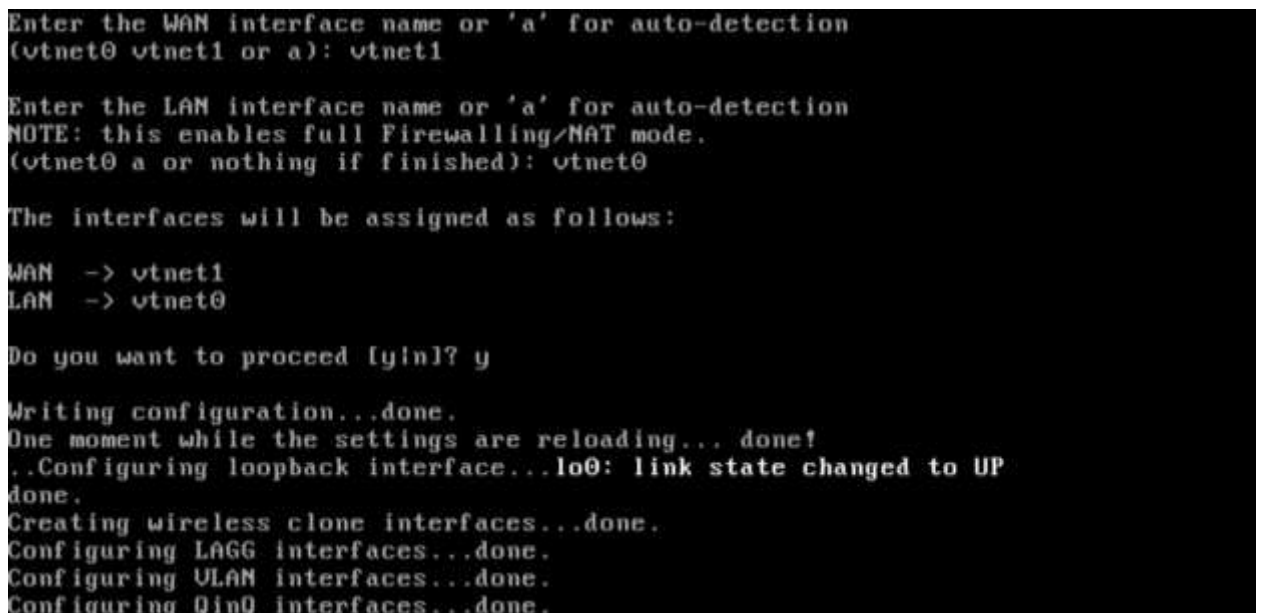 Enter the WAN interface name or 'a' for auto-detection
(vtnet0 vtnet1 or a): vtnet1
Enter the LAN interface name or 'a' for auto-detection
NOTE: this enables full Firewalling/NAT mode.
(vtnet0 a or nothing if finished): vtnet0
The interfaces will be assigned as follows:
WAN  -> vtnet1
LAN  -> vtnet0
Do you want to proceed [y|n]? y
Writing configuration...done.
One moment while the settings are reloading... done!
..Configuring loopback interface...lo0: link state changed to UP
done.
Creating wireless clone interfaces...done.
Configuring LAGG interfaces...done.
Configuring VLAN interfaces...done.
Configuring QinQ interfaces...done.